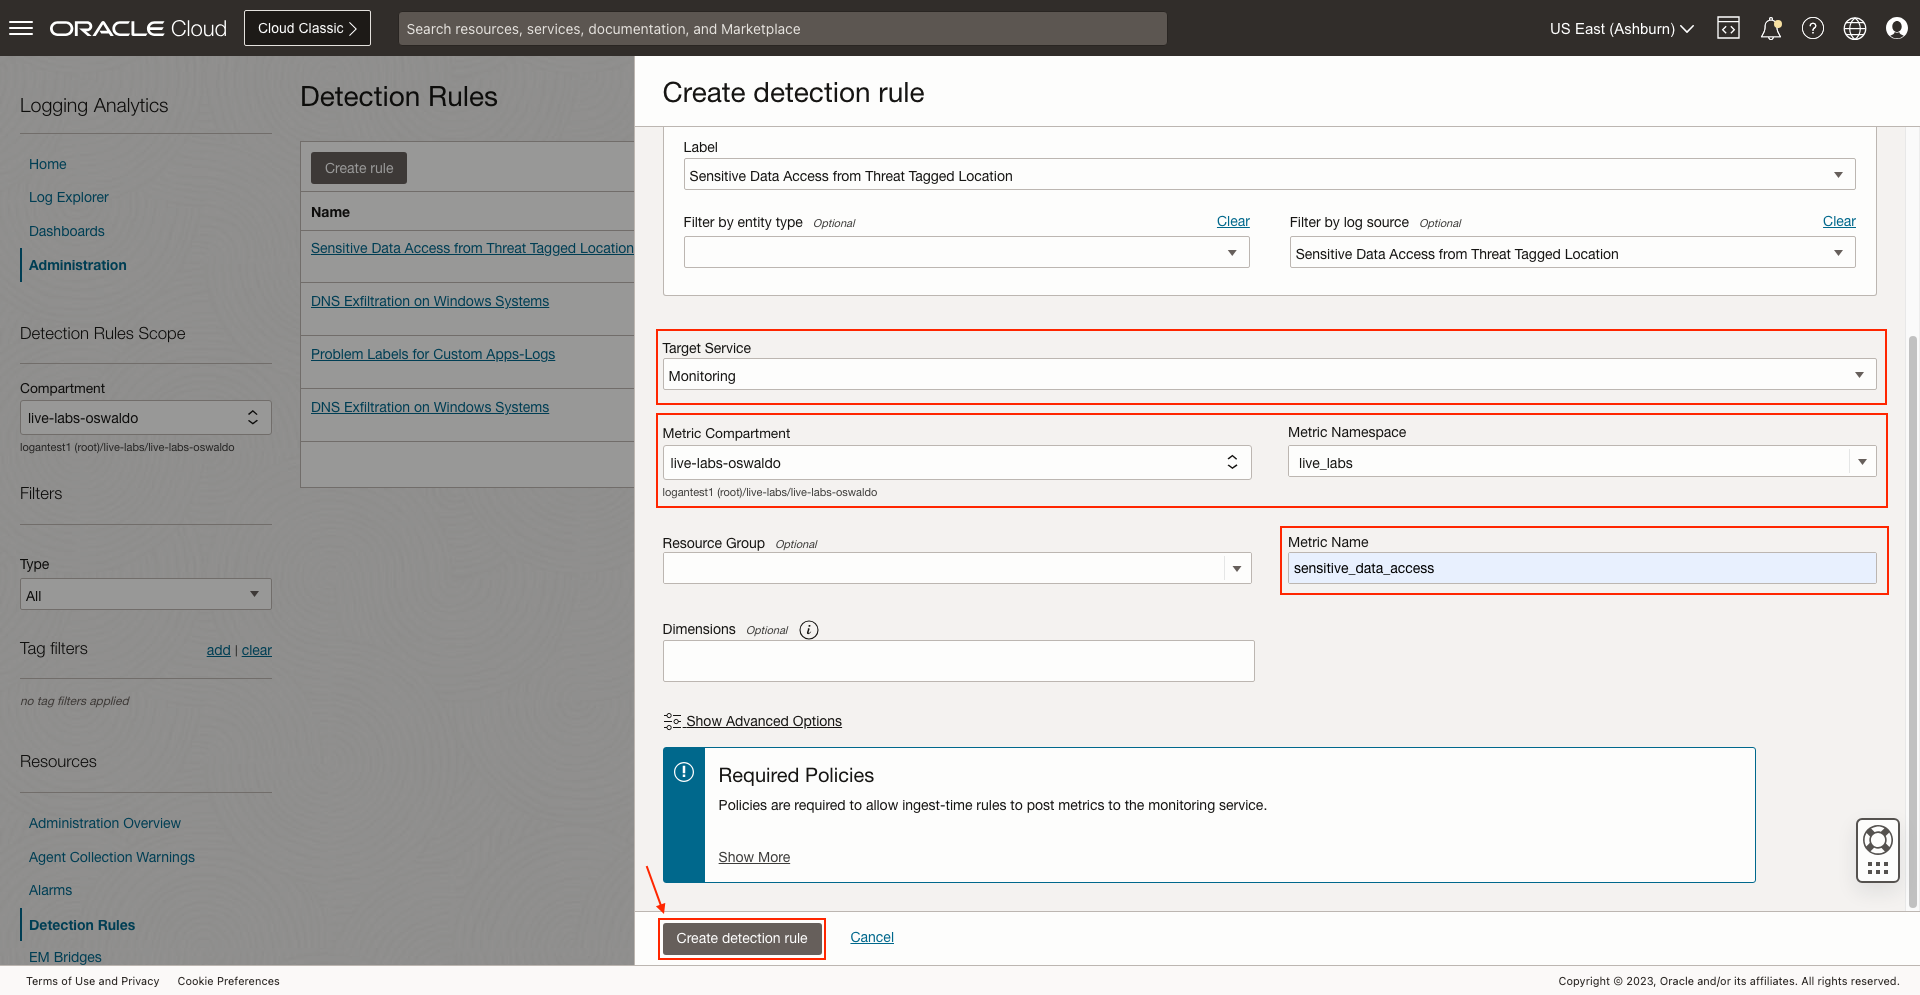 ORACLE Cloud
Cloud Classic
Search resources, services, documentation, and Marketplace
US East (Ashburn)
Logging Analytics
Home
Log Explorer
Dashboards
Administration
Detection Rules Scope
Compartment
live-labs-oswaldo
logantest1 (root)/live-labs/live-labs-oswaldo
Filters
Type
All
Tag filters
add | clear
no tag filters applied
Resources
Administration Overview
Agent Collection Warnings
Alarms
Detection Rules
EM Bridges
Detection Rules
Create rule
Name
Sensitive Data Access from Threat Tagged Location
DNS Exfiltration on Windows Systems
Problem Labels for Custom Apps-Logs
DNS Exfiltration on Windows Systems
Create detection rule
Label
Sensitive Data Access from Threat Tagged Location
Filter by entity type Optional Clear
Filter by log source Optional Clear
Sensitive Data Access from Threat Tagged Location
Target Service
Monitoring
Metric Compartment
live-labs-oswaldo
logantest1 (root)/live-labs/live-labs-oswaldo
Metric Namespace
live_labs
Resource Group Optional
Metric Name
sensitive_data_access
Dimensions Optional
Show Advanced Options
Required Policies
Policies are required to allow ingest-time rules to post metrics to the monitoring service.
Show More
Create detection rule
Cancel
Terms of Use and Privacy
Cookie Preferences
Copyright © 2023, Oracle and/or its affiliates. All rights reserved.